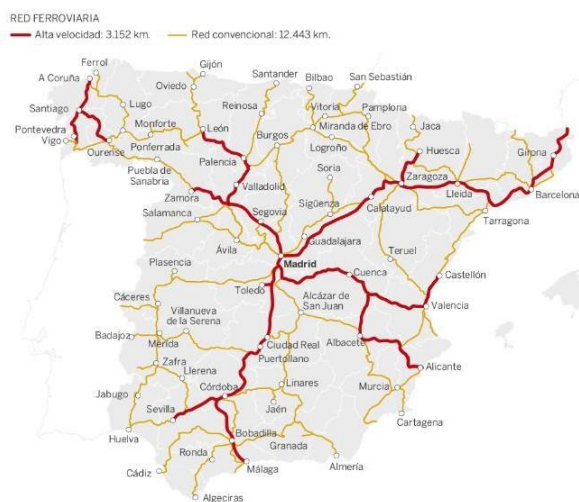 RED FERROVIARIA
Alta velocidad: 3.152 km. Red convencional: 12.443 km.
Ferrol
Gijón
A Coruña
Oviedo
Santander
Bilbao
San Sebastián
Santiago
Lugo
Reinosa
Vitoria
Pamplona
Pontevedra
Monforte
León
Miranda de Ebro
Jaca
Vigo
Ourense
Ponferrada
Burgos
Logroño
Huesca
Girona
Puebla de
Sanabria
Palencia
Soria
Zaragoza
Zamora
Valladolid
Lleida
Barcelona
Salamanca
Segovia
Sigüenza
Calatayud
Tarragona
Ávila
Guadalajara
Madrid
Teruel
Plasencia
Cuenca
Castellón
Toledo
Cáceres
Villanueva
de la Serena
Alcázar de
San Juan
Valencia
Badajoz
Mérida
Ciudad Real
Albacete
Zafra
Puertollano
Llerena
Alicante
Córdoba
Linares
Murcia
Jabugo
Sevilla
Jaén
Cartagena
Huelva
Bobadilla
Granada
Cádiz
Ronda
Málaga
Almería
Algeciras